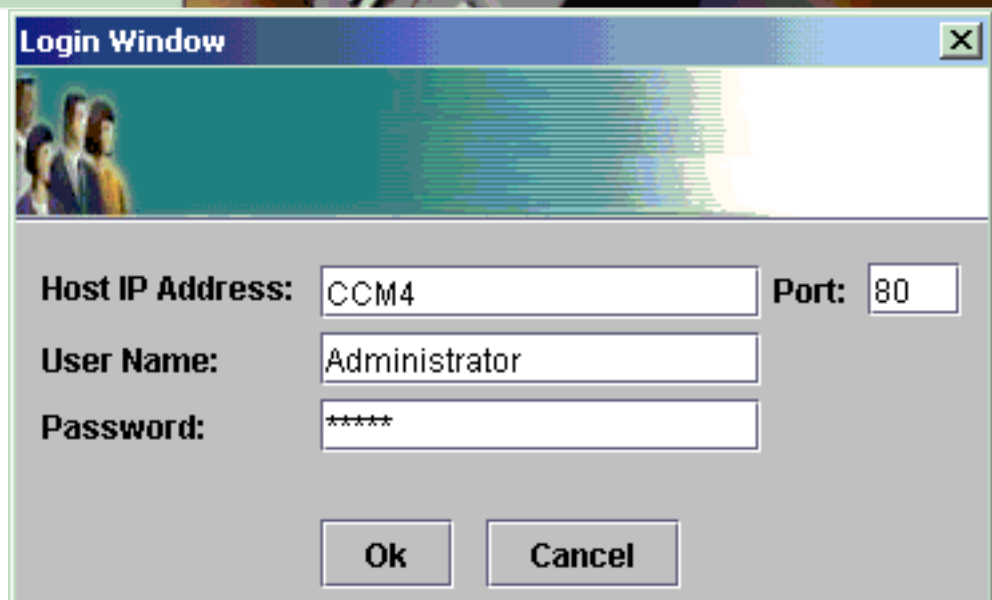 Login Window
Host IP Address: CCM4 Port: 80
User Name: Administrator
Password: *****
Ok Cancel